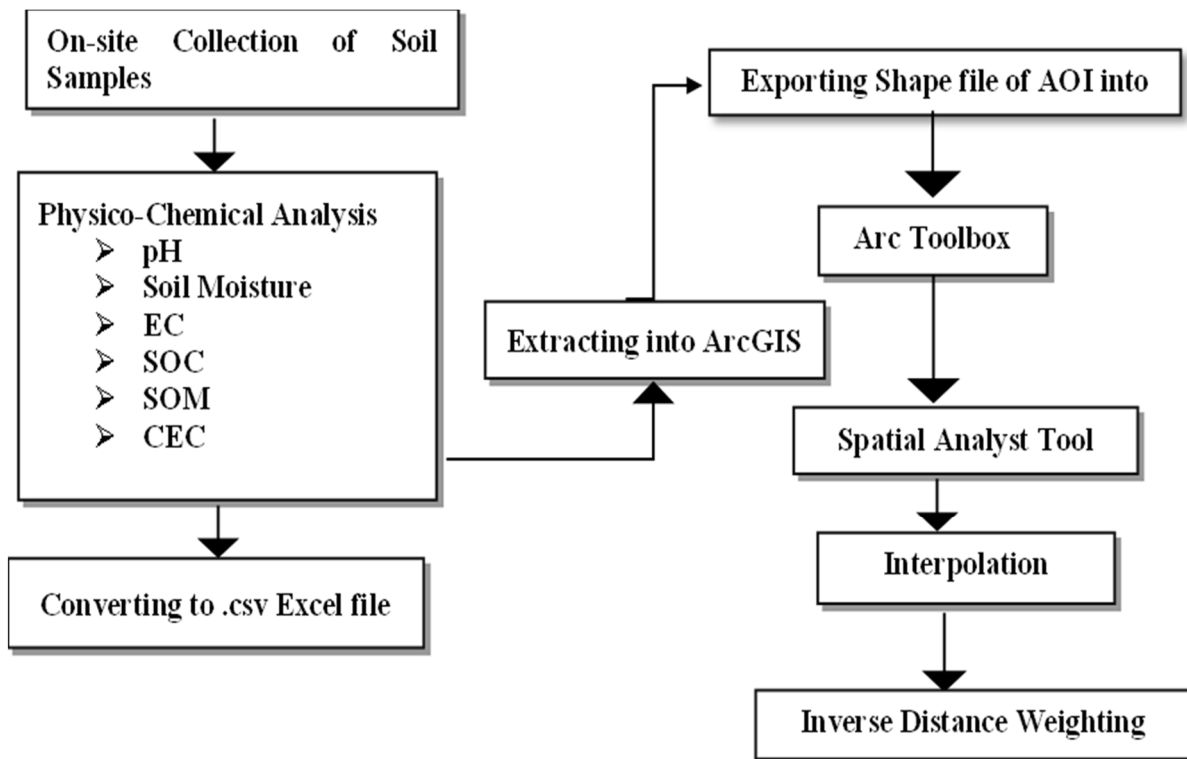 On-site Collection of Soil
Samples
Physico-Chemical Analysis
➤ pH
➤ Soil Moisture
➤ EC
➤ SOC
➤ SOM
➤ CEC
Converting to .csv Excel file
Extracting into ArcGIS
Exporting Shape file of AOI into
Arc Toolbox
Spatial Analyst Tool
Interpolation
Inverse Distance Weighting